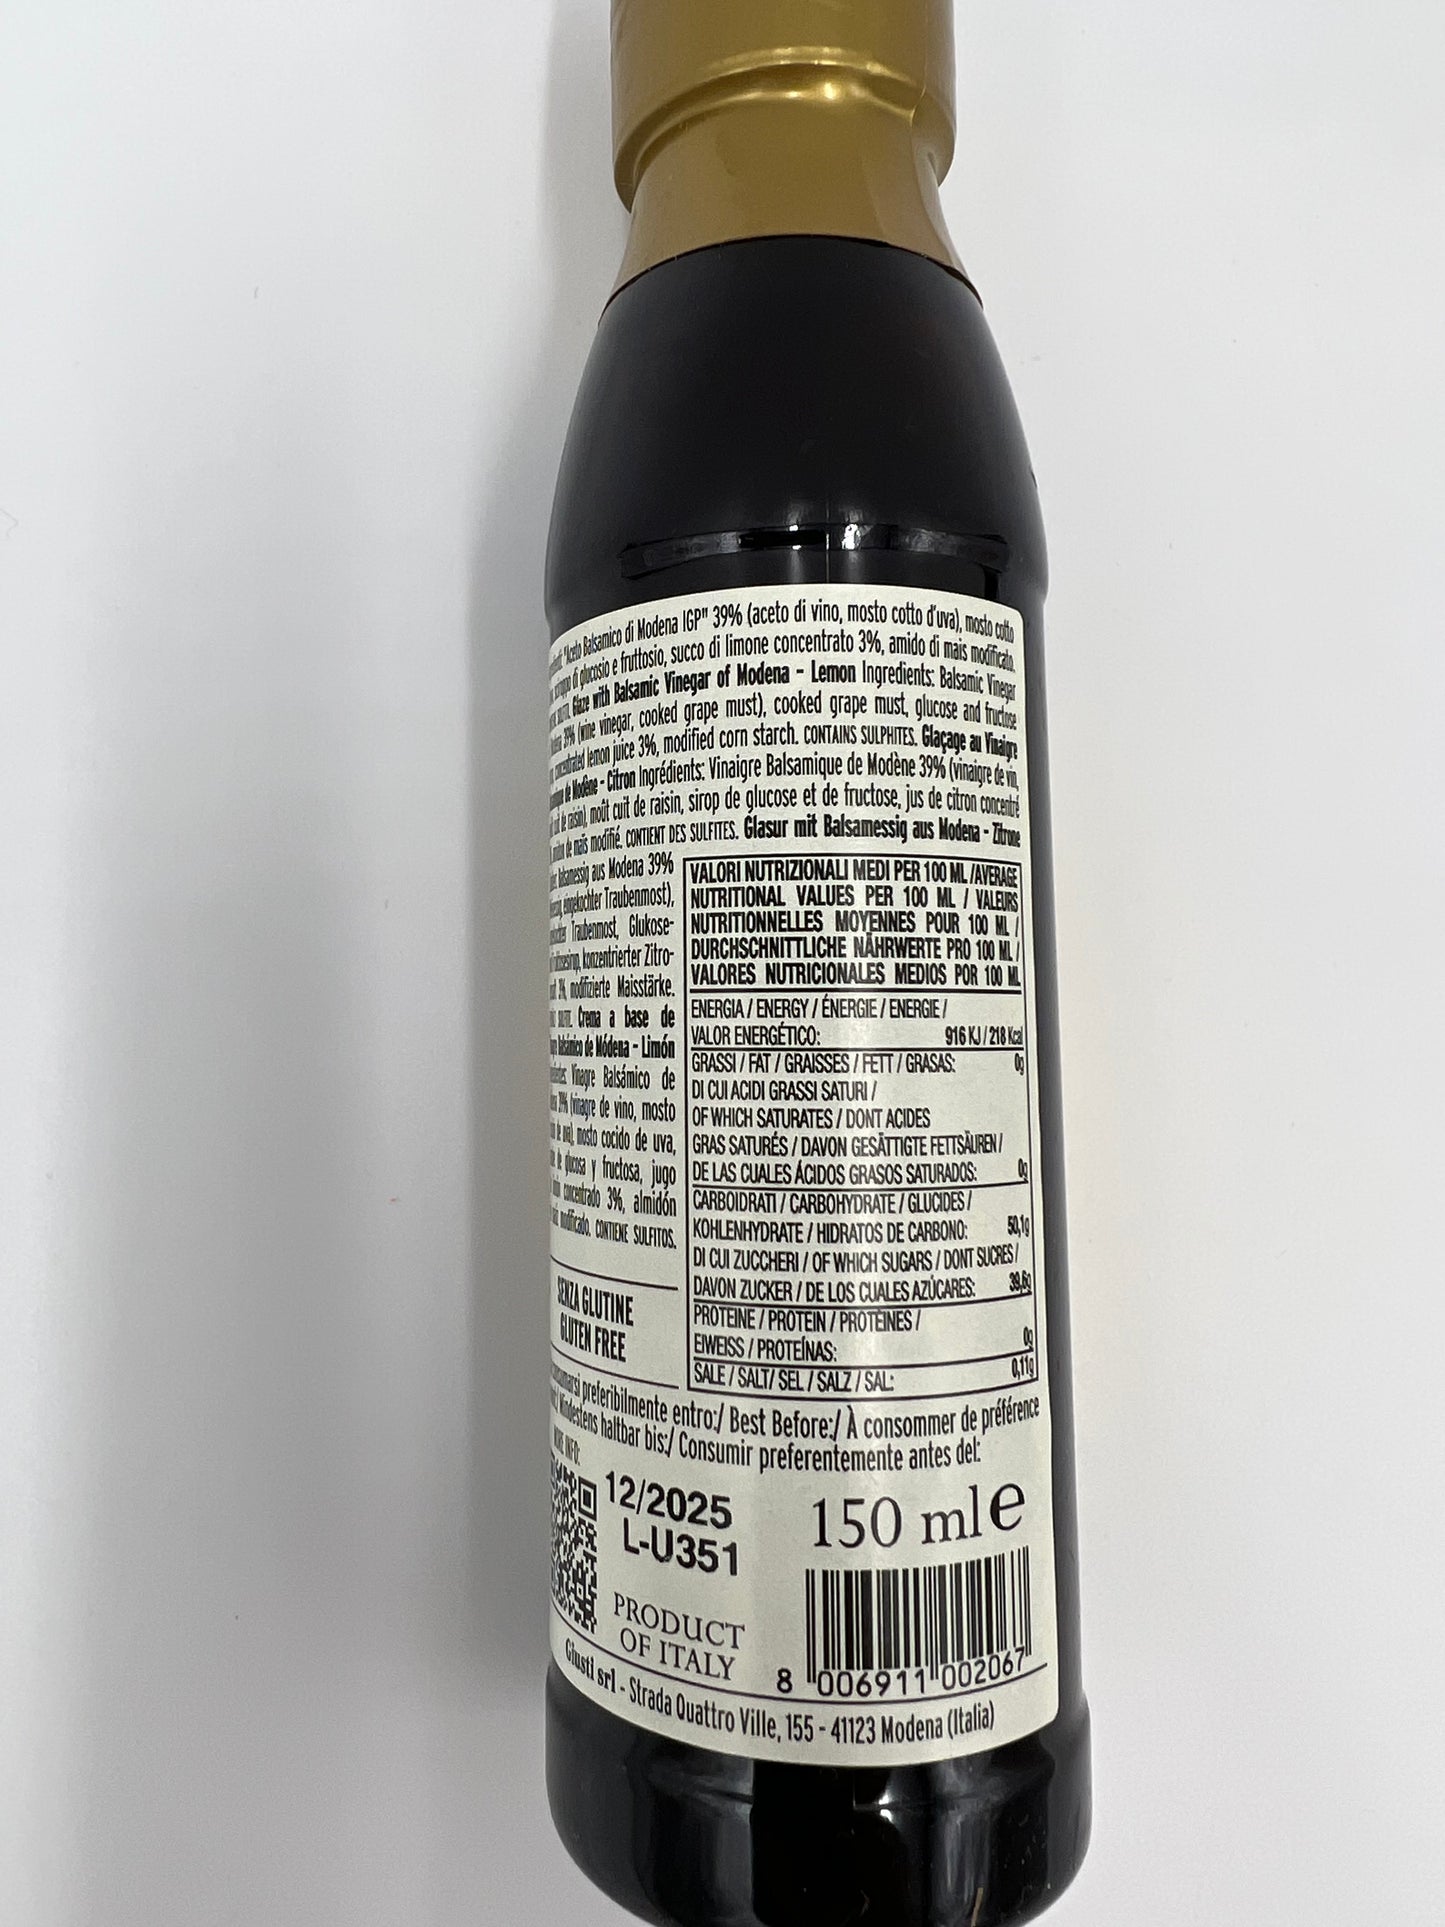 "Aceto Balsamico di Modena IGP" 39% (aceto di vino, mosto cotto d'uva), mosto cotto
sciroppo di glucosio e fruttosio, succo di limone concentrato 3%, amido di mais modificato.
Glaze with Balsamic Vinegar of Modena - Lemon Ingredients: Balsamic Vinegar
39% (wine vinegar, cooked grape must), cooked grape must, glucose and fructose
concentrated lemon juice 3%, modified corn starch. CONTAINS SULPHITES. Glaçage au Vinaigre
de Modène - Citron Ingrédients: Vinaigre Balsamique de Modène 39% (vinaigre de vin,
de raisin), moût cuit de raisin, sirop de glucose et de fructose, jus de citron concentré
de maïs modifié. CONTIENT DES SULFITES. Glasur mit Balsamessig aus Modena - Zitrone
Balsamessig aus Modena 39%
eingekochter Traubenmost),
Traubenmost, Glukose-
konzentrierter Zitro-
3%, modifizierte Maisstärke.
Crema a base de
Balsámico de Módena - Limón
Vinagre Balsámico de
39% (vinagre de vino, mosto
de uva), mosto cocido de uva,
de glucosa y fructosa, jugo
concentrado 3%, almidón
modificado. CONTIENE SULFITOS.
SENZA GLUTINE
GLUTEN FREE
VALORI NUTRIZIONALI MEDI PER 100 ML /AVERAGE
NUTRITIONAL VALUES PER 100 ML / VALEURS
NUTRITIONNELLES MOYENNES POUR 100 ML /
DURCHSCHNITTLICHE NÄHRWERTE PRO 100 ML /
VALORES NUTRICIONALES MEDIOS POR 100 ML
ENERGIA / ENERGY / ÉNERGIE / ENERGIE /
VALOR ENERGÉTICO: 916 KJ / 218 Kcal
GRASSI / FAT / GRAISSES / FETT / GRASAS: 0g
DI CUI ACIDI GRASSI SATURI /
OF WHICH SATURATES / DONT ACIDES
GRAS SATURÉS / DAVON GESÄTTIGTE FETTSÄUREN /
DE LAS CUALES ÁCIDOS GRASOS SATURADOS: 0g
CARBOIDRATI / CARBOHYDRATE / GLUCIDES /
KOHLENHYDRATE / HIDRATOS DE CARBONO: 50,1g
DI CUI ZUCCHERI / OF WHICH SUGARS / DONT SUCRES /
DAVON ZUCKER / DE LOS CUALES AZÚCARES: 39,6g
PROTEINE / PROTEIN / PROTÉINES /
EIWEISS / PROTEÍNAS: 0g
SALE / SALT/ SEL / SALZ / SAL: 0,11g
preferibilmente entro:/ Best Before:/ À consommer de préférence
Mindestens haltbar bis:/ Consumir preferentemente antes del:
MORE INFO:
12/2025
L-U351
150 ml e
PRODUCT
OF ITALY
8 006911 002067
Giusti srl - Strada Quattro Ville, 155 - 41123 Modena (Italia)